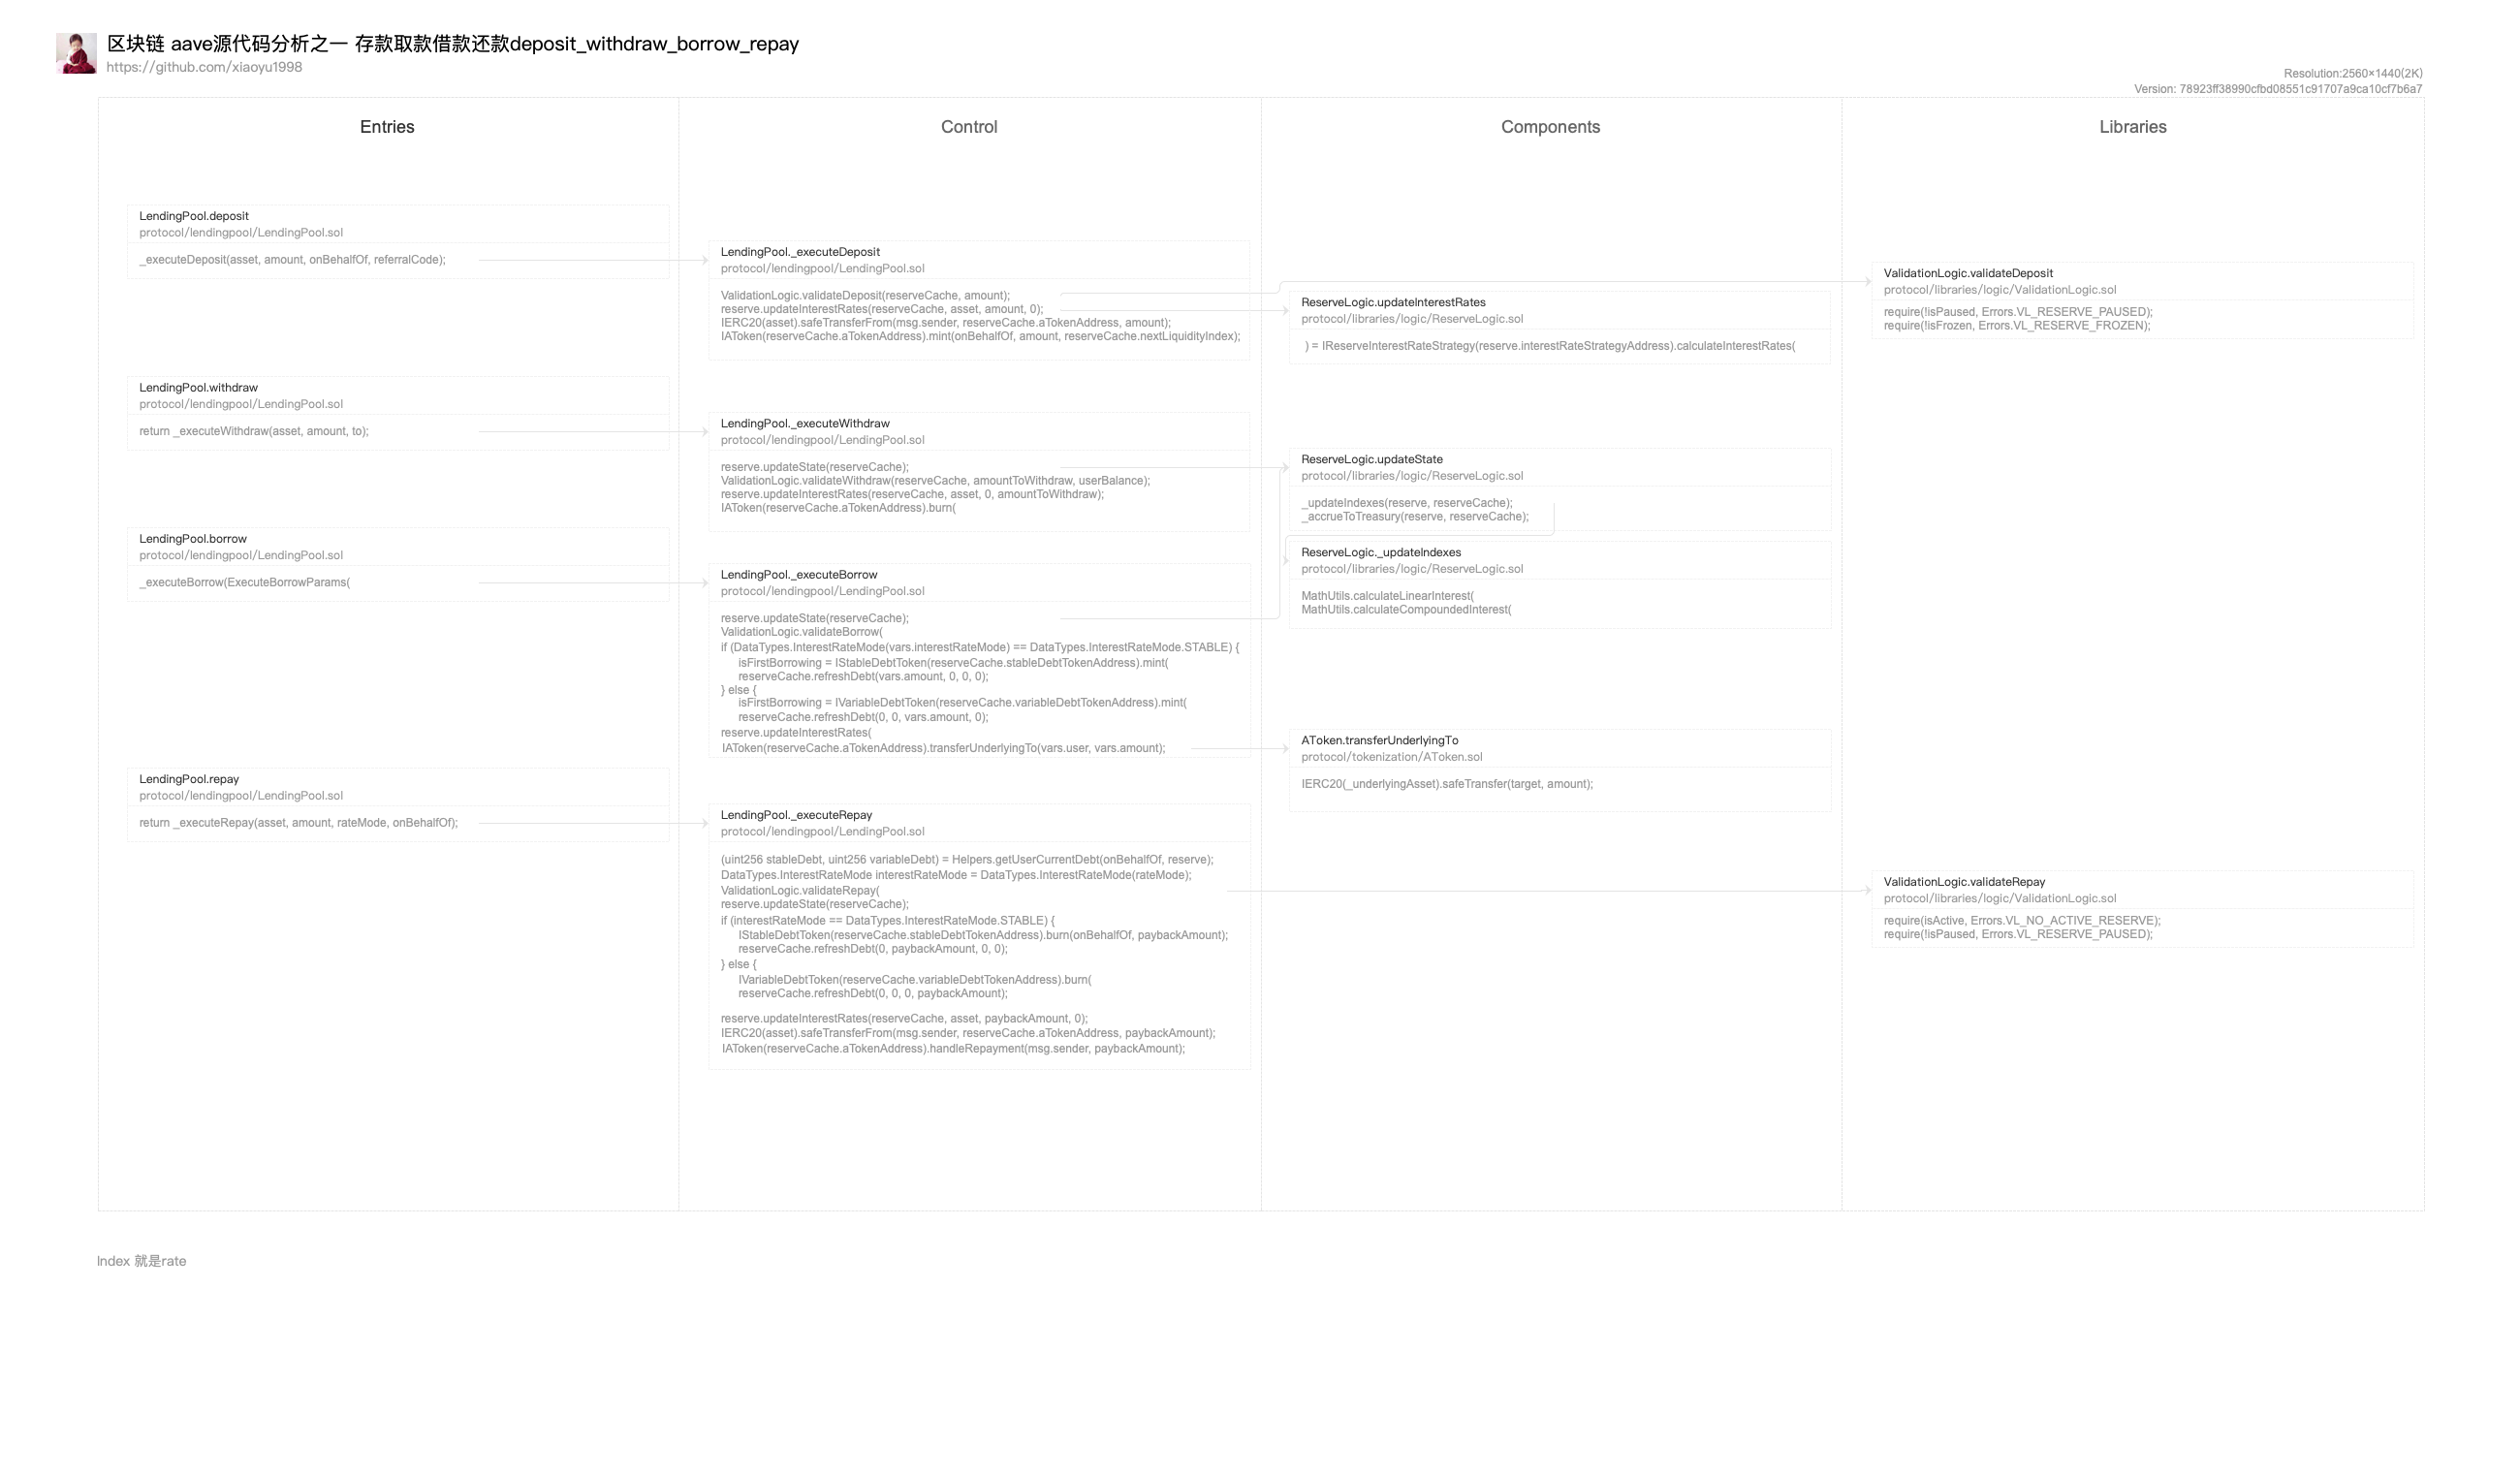 区块链 aave源代码分析之一 存款取款借款还款deposit_withdraw_borrow_repay
https://github.com/xiaoyu1998
Resolution:2560×1440(2K)
Version: 78923ff38990cfbd08551c91707a9ca10cf7b6a7
Entries
LendingPool.deposit
protocol/lendingpool/LendingPool.sol
_executeDeposit(asset, amount, onBehalfOf, referralCode);
LendingPool.withdraw
protocol/lendingpool/LendingPool.sol
return _executeWithdraw(asset, amount, to);
LendingPool.borrow
protocol/lendingpool/LendingPool.sol
_executeBorrow(ExecuteBorrowParams(
LendingPool.repay
protocol/lendingpool/LendingPool.sol
return _executeRepay(asset, amount, rateMode, onBehalfOf);
Control
LendingPool._executeDeposit
protocol/lendingpool/LendingPool.sol
ValidationLogic.validateDeposit(reserveCache, amount);
reserve.updateInterestRates(reserveCache, asset, amount, 0);
IERC20(asset).safeTransferFrom(msg.sender, reserveCache.aTokenAddress, amount);
IAToken(reserveCache.aTokenAddress).mint(onBehalfOf, amount, reserveCache.nextLiquidityIndex);
LendingPool._executeWithdraw
protocol/lendingpool/LendingPool.sol
reserve.updateState(reserveCache);
ValidationLogic.validateWithdraw(reserveCache, amountToWithdraw, userBalance);
reserve.updateInterestRates(reserveCache, asset, 0, amountToWithdraw);
IAToken(reserveCache.aTokenAddress).burn(
LendingPool._executeBorrow
protocol/lendingpool/LendingPool.sol
reserve.updateState(reserveCache);
ValidationLogic.validateBorrow(
if (DataTypes.InterestRateMode(vars.interestRateMode) == DataTypes.InterestRateMode.STABLE) {
isFirstBorrowing = IStableDebtToken(reserveCache.stableDebtTokenAddress).mint(
reserveCache.refreshDebt(vars.amount, 0, 0, 0);
} else {
isFirstBorrowing = IVariableDebtToken(reserveCache.variableDebtTokenAddress).mint(
reserveCache.refreshDebt(0, 0, vars.amount, 0);
reserve.updateInterestRates(
IAToken(reserveCache.aTokenAddress).transferUnderlyingTo(vars.user, vars.amount);
LendingPool._executeRepay
protocol/lendingpool/LendingPool.sol
(uint256 stableDebt, uint256 variableDebt) = Helpers.getUserCurrentDebt(onBehalfOf, reserve);
DataTypes.InterestRateMode interestRateMode = DataTypes.InterestRateMode(rateMode);
ValidationLogic.validateRepay(
reserve.updateState(reserveCache);
if (interestRateMode == DataTypes.InterestRateMode.STABLE) {
IStableDebtToken(reserveCache.stableDebtTokenAddress).burn(onBehalfOf, paybackAmount);
reserveCache.refreshDebt(0, paybackAmount, 0, 0);
} else {
IVariableDebtToken(reserveCache.variableDebtTokenAddress).burn(
reserveCache.refreshDebt(0, 0, 0, paybackAmount);
reserve.updateInterestRates(reserveCache, asset, paybackAmount, 0);
IERC20(asset).safeTransferFrom(msg.sender, reserveCache.aTokenAddress, paybackAmount);
IAToken(reserveCache.aTokenAddress).handleRepayment(msg.sender, paybackAmount);
Components
ReserveLogic.updateInterestRates
protocol/libraries/logic/ReserveLogic.sol
) = IReserveInterestRateStrategy(reserve.interestRateStrategyAddress).calculateInterestRates(
ReserveLogic.updateState
protocol/libraries/logic/ReserveLogic.sol
_updateIndexes(reserve, reserveCache);
_accrueToTreasury(reserve, reserveCache);
ReserveLogic._updateIndexes
protocol/libraries/logic/ReserveLogic.sol
MathUtils.calculateLinearInterest(
MathUtils.calculateCompoundedInterest(
AToken.transferUnderlyingTo
protocol/tokenization/AToken.sol
IERC20(_underlyingAsset).safeTransfer(target, amount);
Libraries
ValidationLogic.validateDeposit
protocol/libraries/logic/ValidationLogic.sol
require(!isPaused, Errors.VL_RESERVE_PAUSED);
require(!isFrozen, Errors.VL_RESERVE_FROZEN);
ValidationLogic.validateRepay
protocol/libraries/logic/ValidationLogic.sol
require(isActive, Errors.VL_NO_ACTIVE_RESERVE);
require(!isPaused, Errors.VL_RESERVE_PAUSED);
Index 就是rate